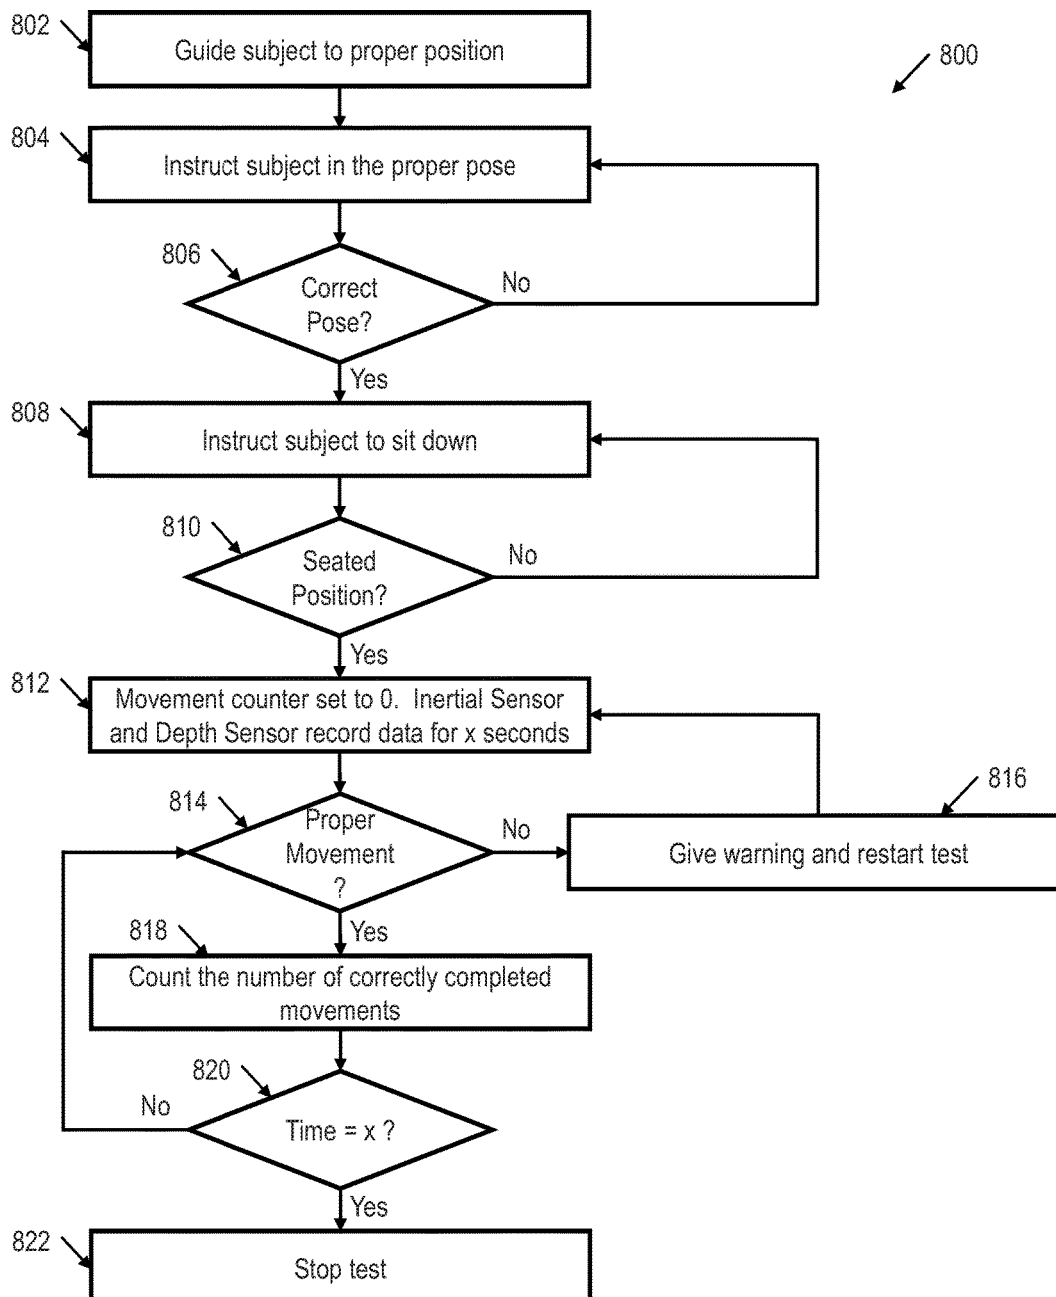 802
Guide subject to proper position
800
804
Instruct subject in the proper pose
806
Correct
Pose?
No
Yes
808
Instruct subject to sit down
810
Seated
Position?
No
Yes
812
Movement counter set to 0. Inertial Sensor
and Depth Sensor record data for x seconds
814
Proper
Movement
?
No
816
Give warning and restart test
Yes
818
Count the number of correctly completed
movements
820
Time = x ?
No
Yes
822
Stop test